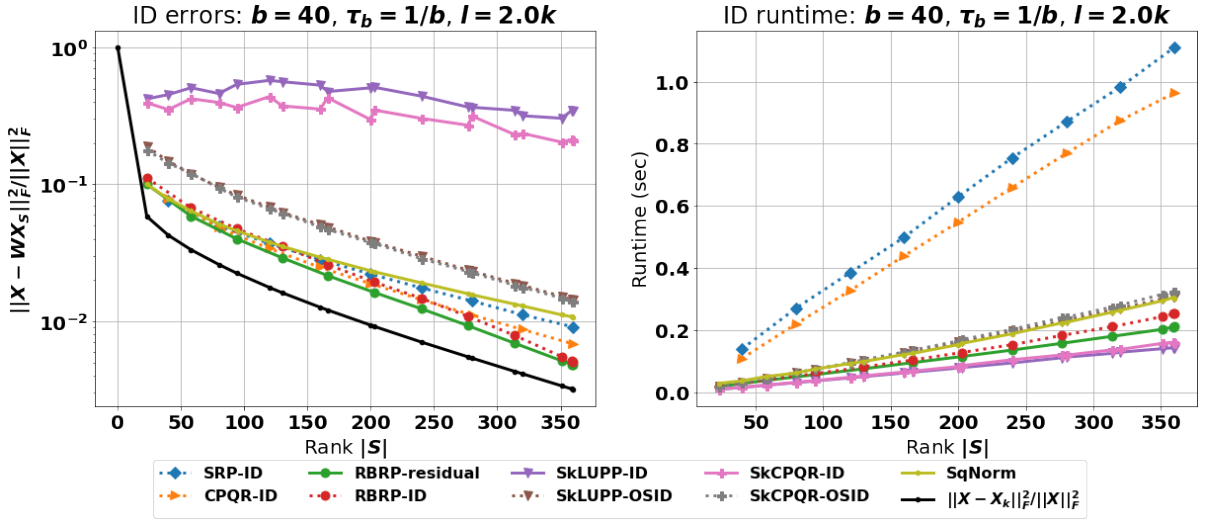 ID errors: b = 40, τ_b = 1/b, l = 2.0k
||X − WX_S||²_F/||X||²_F
10⁰
10⁻¹
10⁻²
0 50 100 150 200 250 300 350
Rank |S|
ID runtime: b = 40, τ_b = 1/b, l = 2.0k
Runtime (sec)
1.0
0.8
0.6
0.4
0.2
0.0
50 100 150 200 250 300 350
Rank |S|
SRP-ID RBRP-residual SkLUPP-ID SkCPQR-ID SqNorm
CPQR-ID RBRP-ID SkLUPP-OSID SkCPQR-OSID ||X − X_k||²_F/||X||²_F